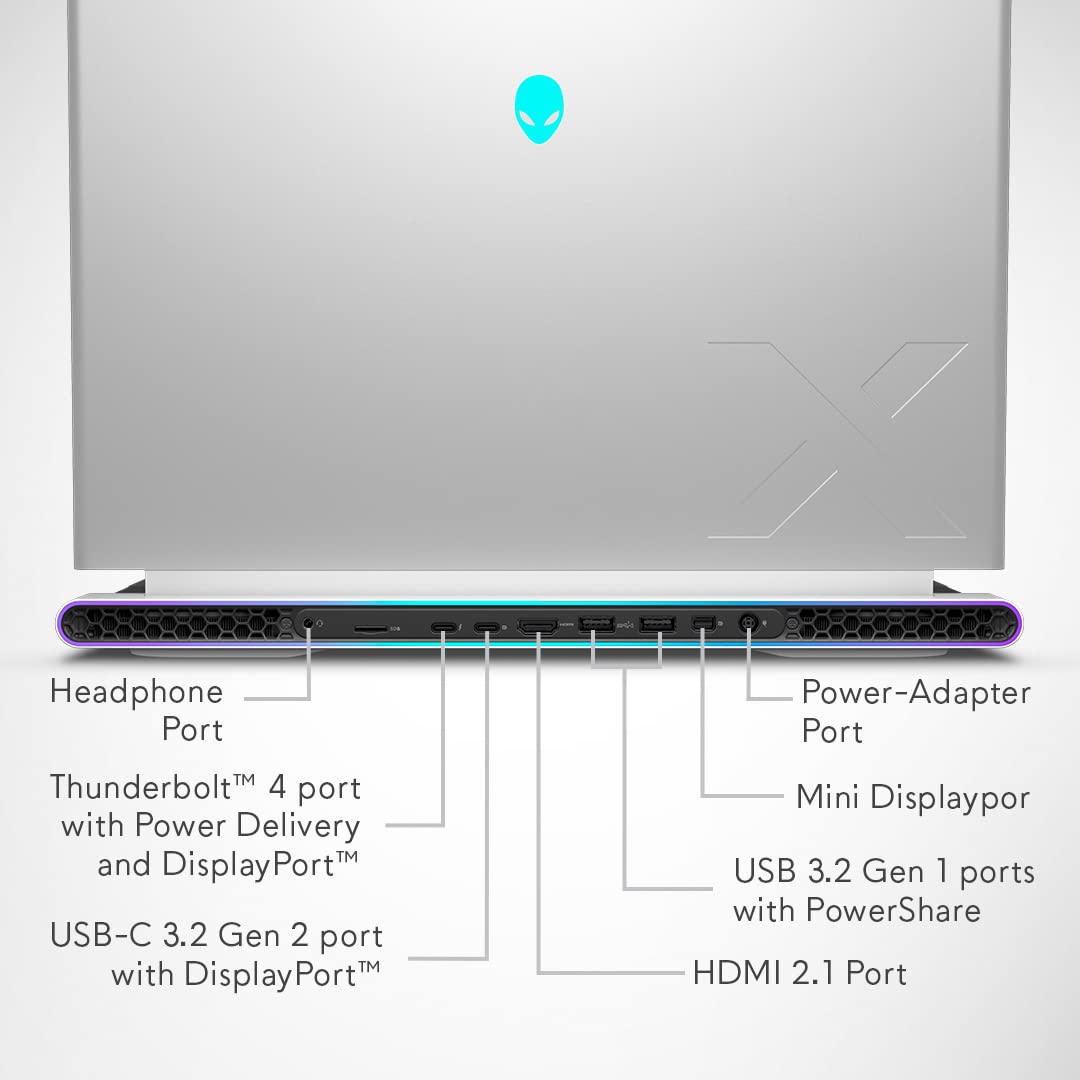 Headphone
Port
Thunderbolt™ 4 port
with Power Delivery
and DisplayPort™
USB-C 3.2 Gen 2 port
with DisplayPort™
Power-Adapter
Port
Mini Displaypor
USB 3.2 Gen 1 ports
with PowerShare
HDMI 2.1 Port